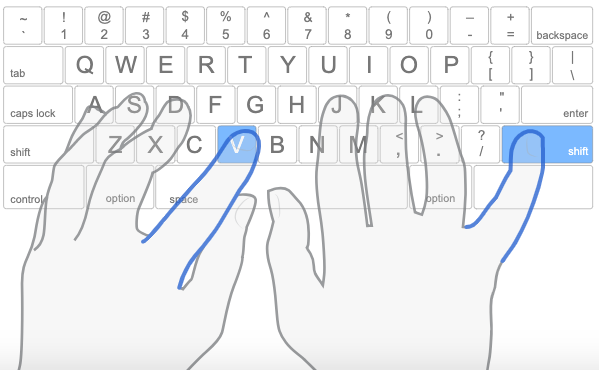 ~ ! @ # $ % ^ & * ( ) – +
` 1 2 3 4 5 6 7 8 9 0 - = backspace
tab Q W E R T Y U I O P { } |
[ ] \
caps lock A S D F G H J K L : " enter
; '
shift Z X C V B N M < > ? shift
, . /
control option space option